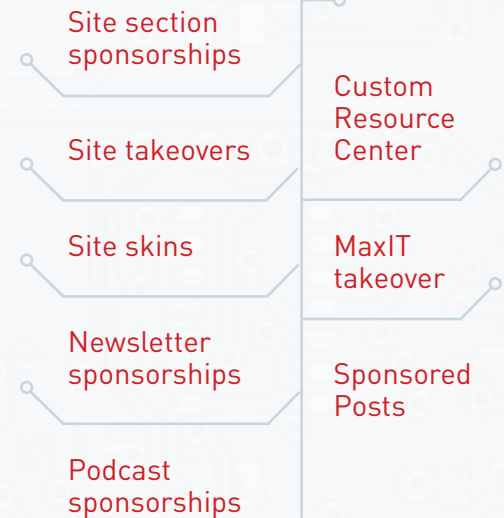 Site section
sponsorships
Site takeovers
Site skins
Newsletter
sponsorships
Podcast
sponsorships
Custom
Resource
Center
MaxIT
takeover
Sponsored
Posts